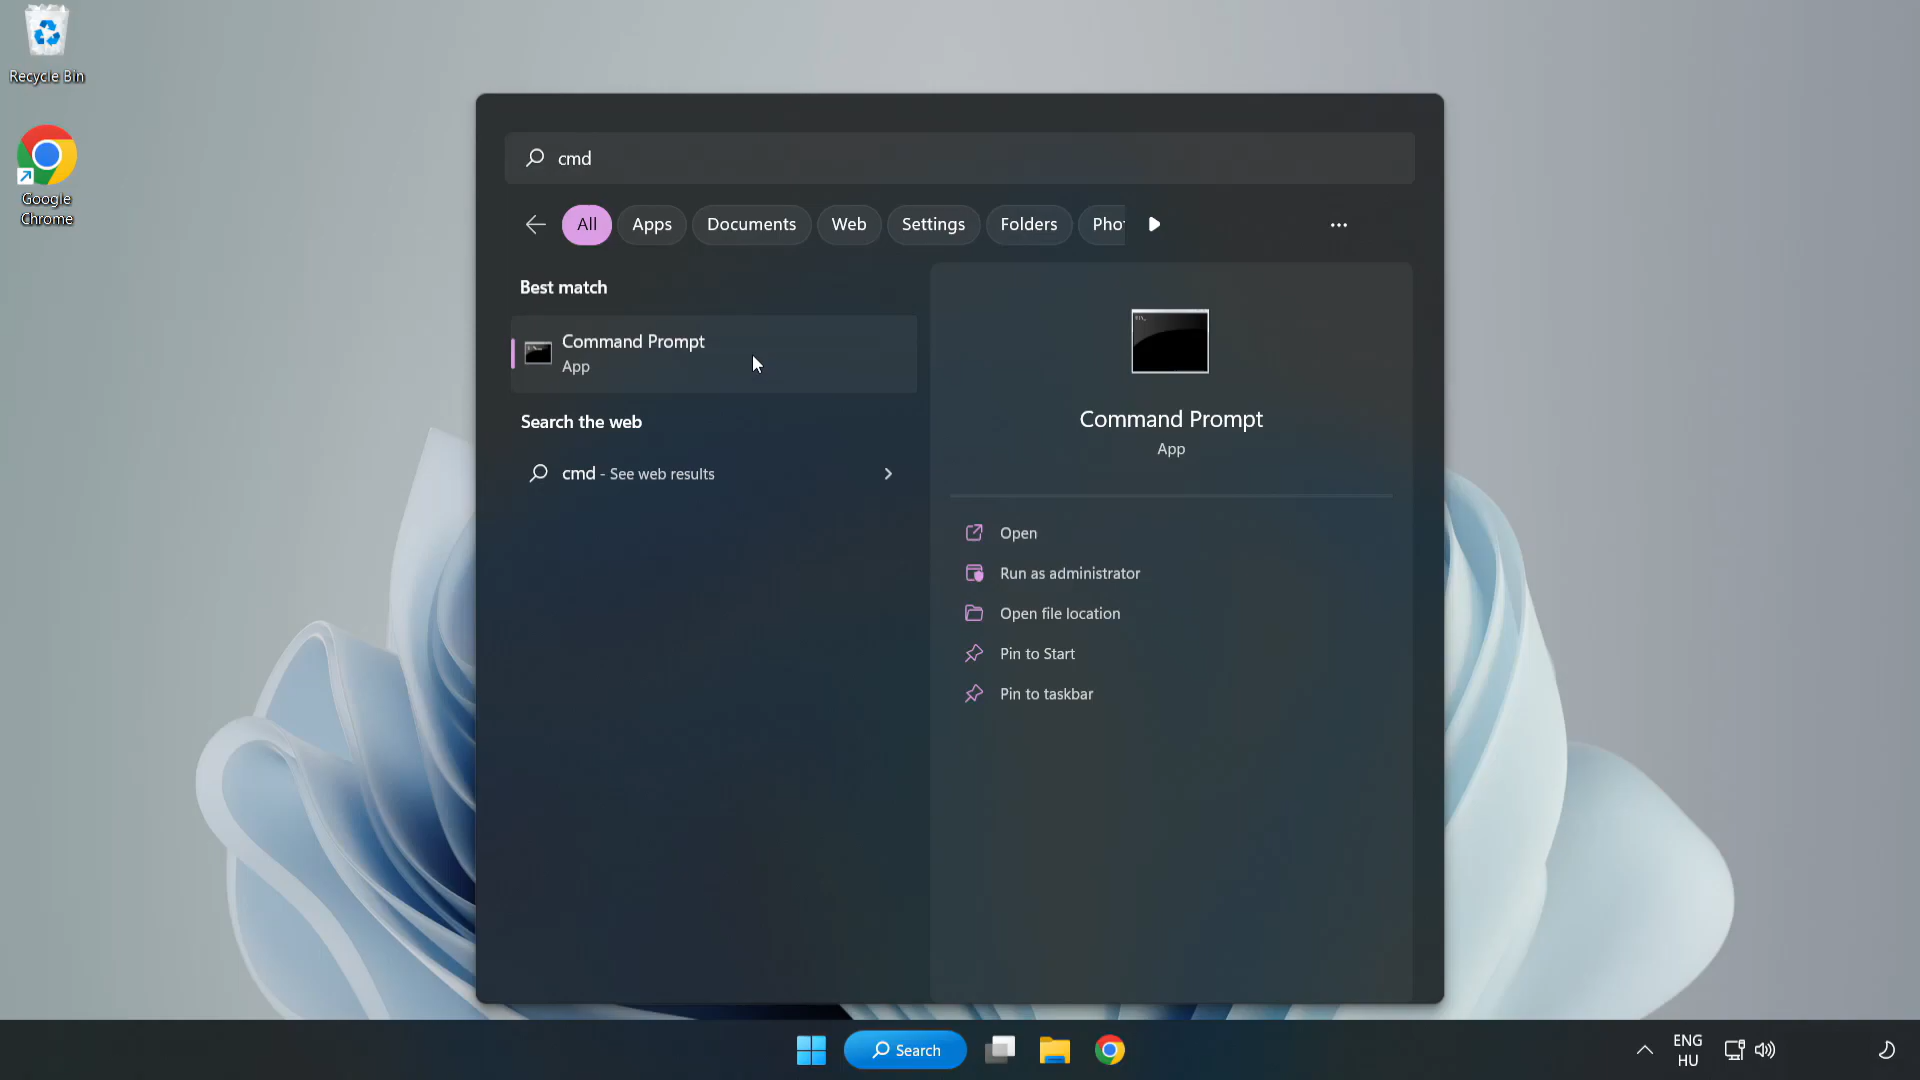 Recycle Bin
Google
Chrome
cmd
All
Apps
Documents
Web
Settings
Folders
Best match
Command Prompt
App
Search the web
cmd - See web results
Command Prompt
App
Open
Run as administrator
Open file location
Pin to Start
Pin to taskbar
Search
ENG
HU